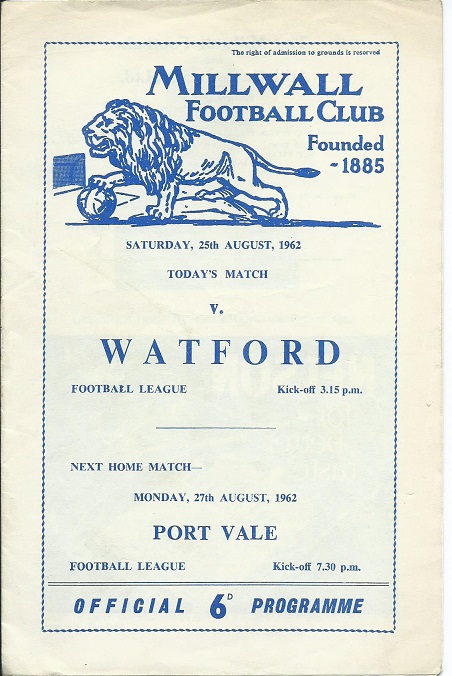 The right of admission to grounds is reserved
MILLWALL
FOOTBALL CLUB
Founded
~1885
SATURDAY, 25th AUGUST, 1962
TODAY'S MATCH
v.
WATFORD
FOOTBALL LEAGUE Kick-off 3.15 p.m.
NEXT HOME MATCH—
MONDAY, 27th AUGUST, 1962
PORT VALE
FOOTBALL LEAGUE Kick-off 7.30 p.m.
OFFICIAL 6D PROGRAMME